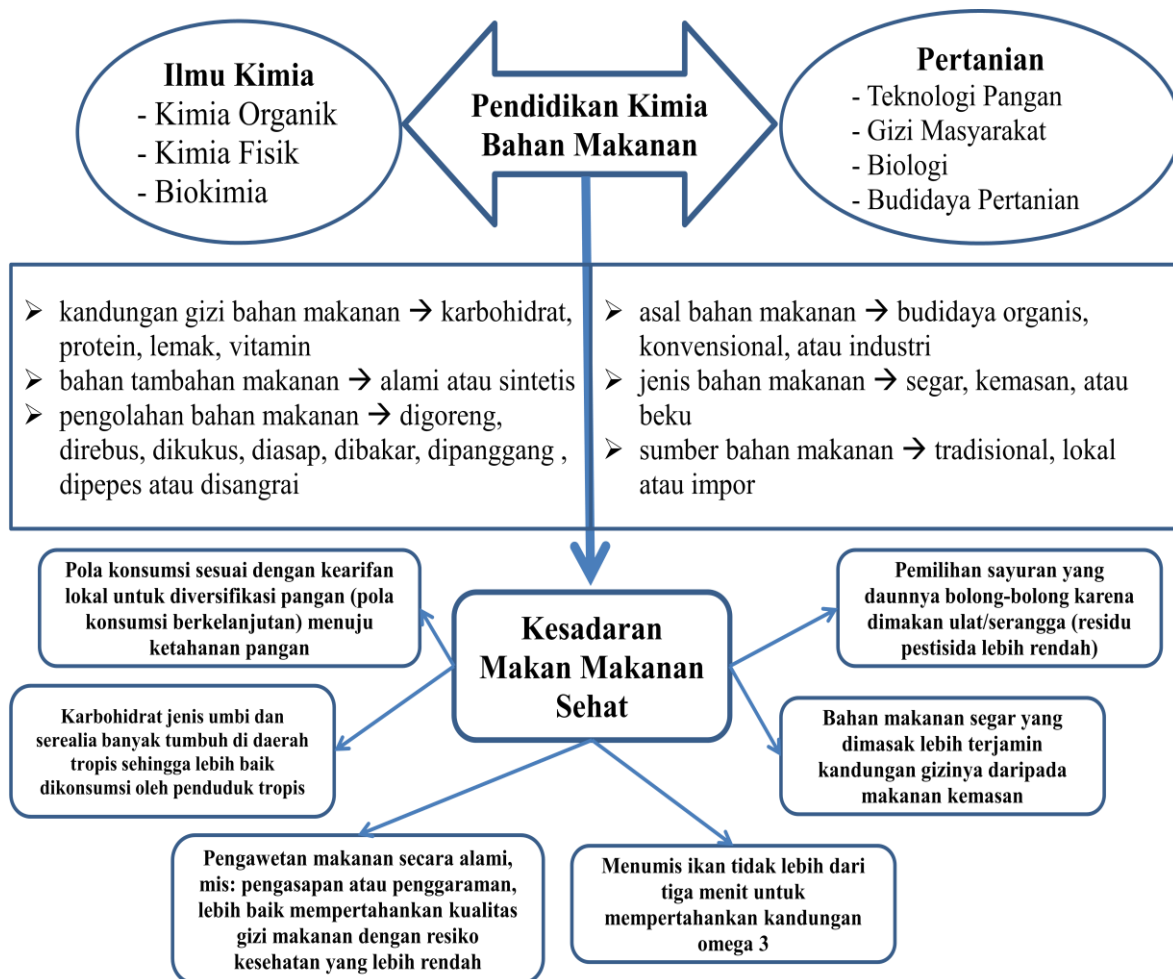 Ilmu Kimia
- Kimia Organik
- Kimia Fisik
- Biokimia
Pendidikan Kimia
Bahan Makanan
Pertanian
- Teknologi Pangan
- Gizi Masyarakat
- Biologi
- Budidaya Pertanian
➢ kandungan gizi bahan makanan → karbohidrat,
protein, lemak, vitamin
➢ bahan tambahan makanan → alami atau sintetis
➢ pengolahan bahan makanan → digoreng,
direbus, dikukus, diasap, dibakar, dipanggang ,
dipepes atau disangrai
➢ asal bahan makanan → budidaya organis,
konvensional, atau industri
➢ jenis bahan makanan → segar, kemasan, atau
beku
➢ sumber bahan makanan → tradisional, lokal
atau impor
Pola konsumsi sesuai dengan kearifan
lokal untuk diversifikasi pangan (pola
konsumsi berkelanjutan) menuju
ketahanan pangan
Kesadaran
Makan Makanan
Sehat
Pemilihan sayuran yang
daunnya bolong-bolong karena
dimakan ulat/serangga (residu
pestisida lebih rendah)
Karbohidrat jenis umbi dan
serealia banyak tumbuh di daerah
tropis sehingga lebih baik
dikonsumsi oleh penduduk tropis
Bahan makanan segar yang
dimasak lebih terjamin
kandungan gizinya daripada
makanan kemasan
Pengawetan makanan secara alami,
mis: pengasapan atau penggaraman,
lebih baik mempertahankan kualitas
gizi makanan dengan resiko
kesehatan yang lebih rendah
Menumis ikan tidak lebih dari
tiga menit untuk
mempertahankan kandungan
omega 3